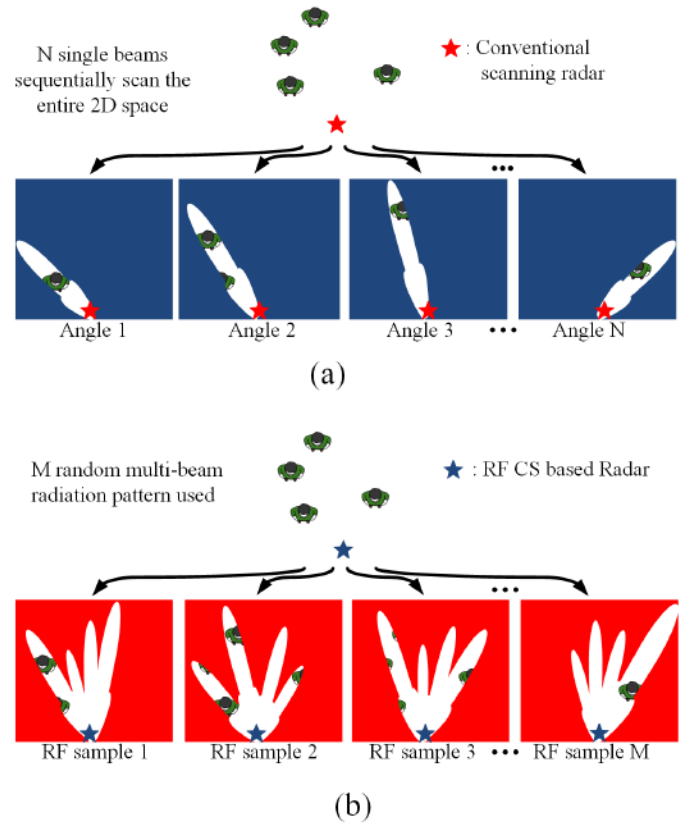 N single beams
sequentially scan the
entire 2D space
: Conventional
scanning radar
...
Angle 1
Angle 2
Angle 3
...
Angle N
(a)
M random multi-beam
radiation pattern used
: RF CS based Radar
...
RF sample 1
RF sample 2
RF sample 3
...
RF sample M
(b)